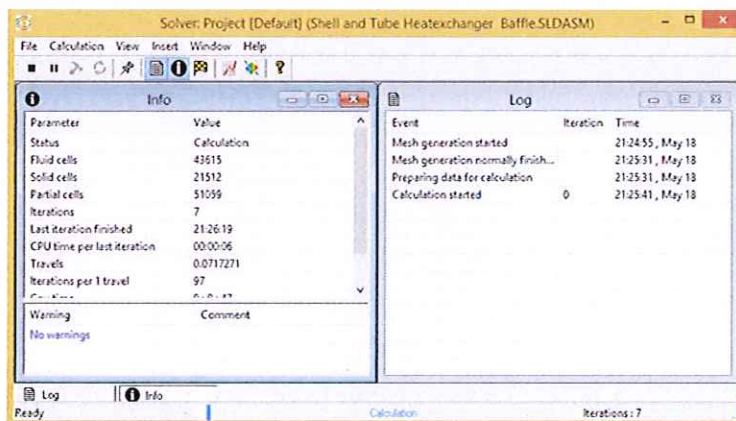 Solver: Project [Default] (Shell and Tube Heatexchanger Baffle.SLDASM)
File Calculation View Insert Window Help
Info
Parameter Value
Status Calculation
Fluid cells 43615
Solid cells 21512
Partial cells 51059
Iterations 7
Last iteration finished 21:26:19
CPU time per last iteration 00:00:06
Travels 0.0717271
Iterations per 1 travel 97
Warning Comment
No warnings
Log
Event Iteration Time
Mesh generation started 21:24:55 , May 18
Mesh generation normally finish... 21:25:31 , May 18
Preparing data for calculation 21:25:31 , May 18
Calculation started 0 21:25:41 , May 18
Log Info
Ready Calculation Iterations : 7